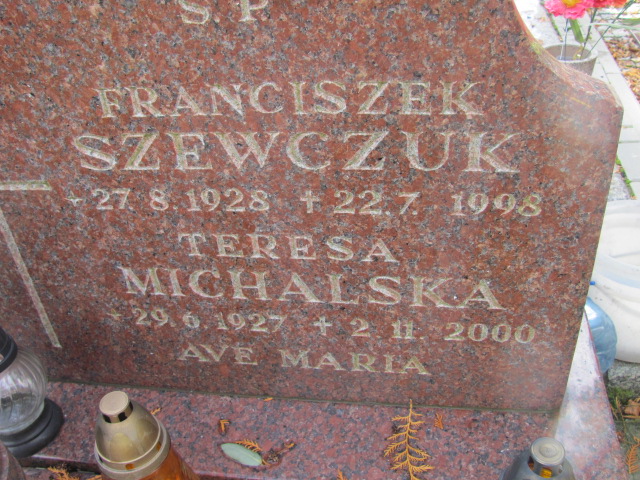 S. P.
FRANCISZEK
SZEWCZUK
* 27 8. 1928 + 22.7. 1998
TERESA
MICHALSKA
* 29.6 1927 + 2.11.2000
AVE MARIA